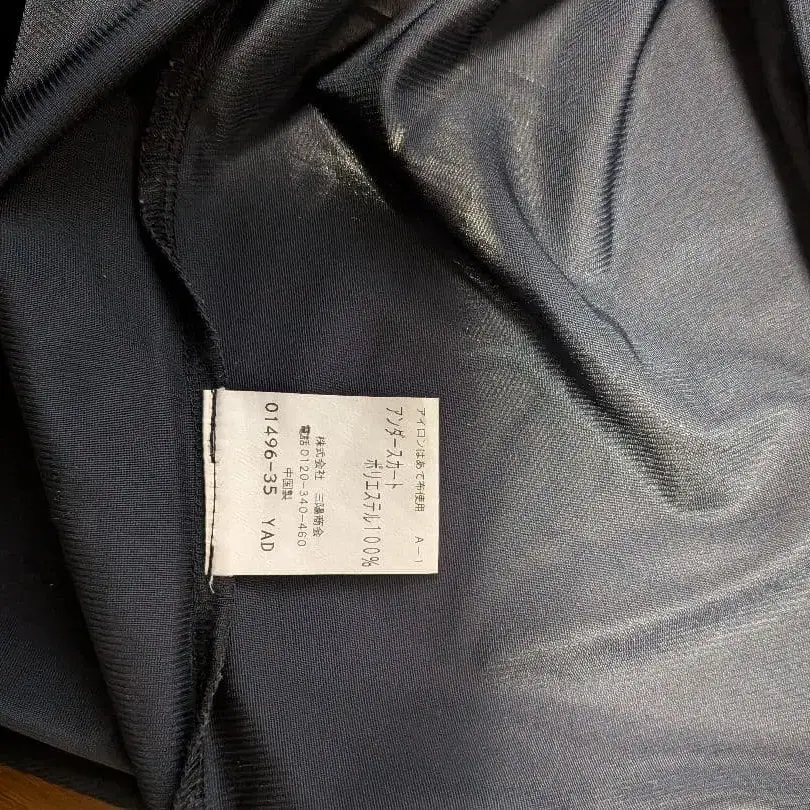 アイロンはあて布使用 A-1
アンダースカート
ポリエステル100%
株式会社 三陽商会
電話0120-340-460
中国製
01496-35 YAD